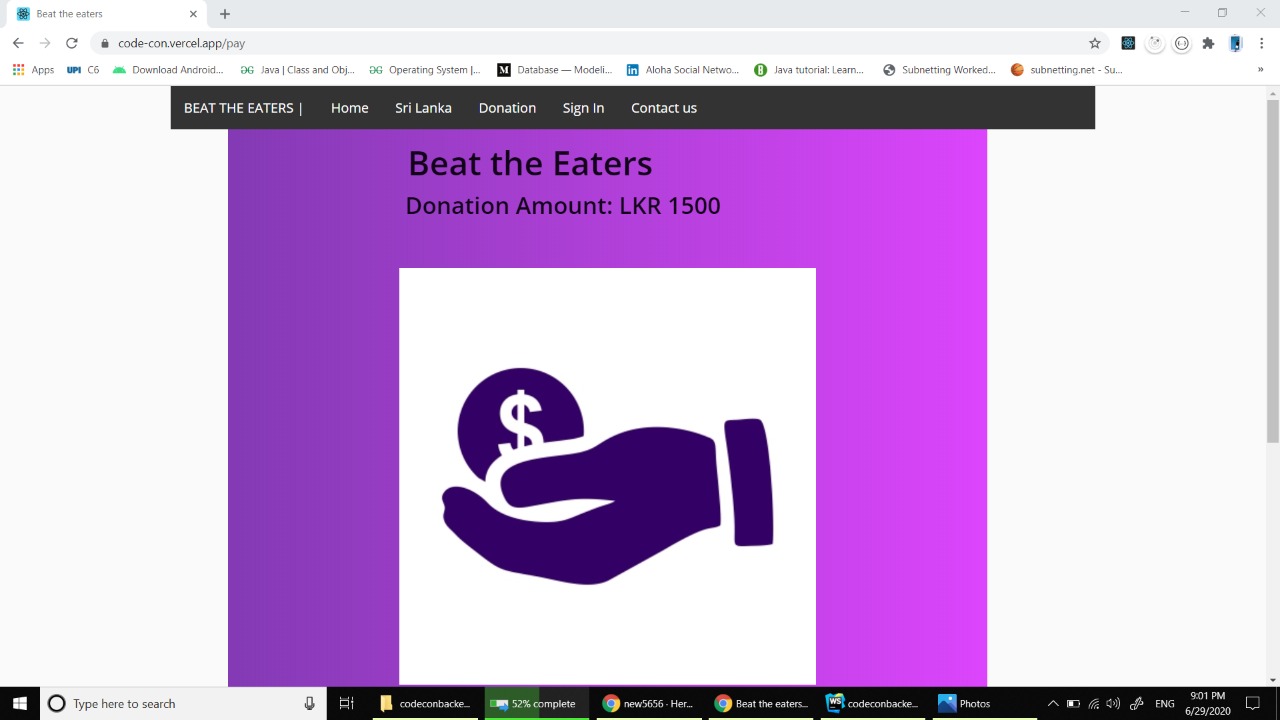 Beat the eaters
code-con.vercel.app/pay
Apps UPI C6 Download Android... Java | Class and Obj... Operating System |... Database — Modeli... Aloha Social Netwo... Java tutorial: Learn... Subnetting Worked... subnetting.net - Su... »
BEAT THE EATERS | Home Sri Lanka Donation Sign In Contact us
Beat the Eaters
Donation Amount: LKR 1500
$
Type here to search codeconbacke... 52% complete new5656 · Her... Beat the eaters... WS codeconbacke... Photos ENG 9:01 PM
6/29/2020